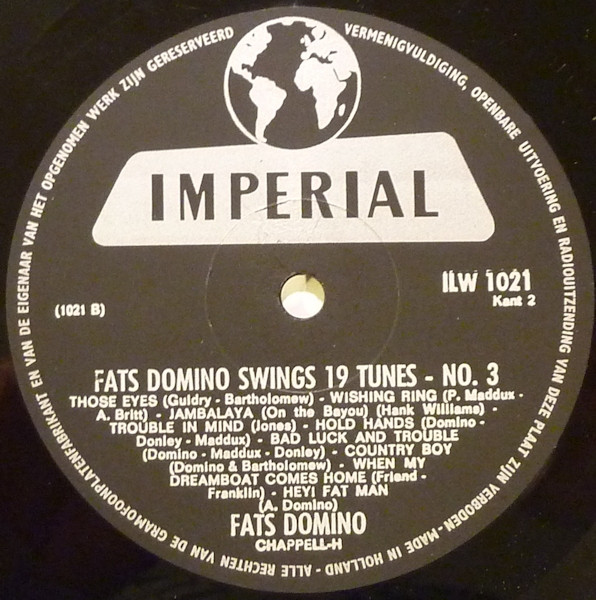 ALLE RECHTEN VAN DE GRAMOFOONPLATENFABRIKANT EN VAN DE EIGENAAR VAN HET OPGENOMEN WERK ZIJN GERESERVEERD
VERMENIGVULDIGING, OPENBARE UITVOERING EN RADIOUITZENDING VAN DEZE PLAAT ZIJN VERBODEN - MADE IN HOLLAND -
IMPERIAL
ILW 1021
Kant 2
(1021 B)
FATS DOMINO SWINGS 19 TUNES - NO. 3
THOSE EYES (Guldry - Bartholomew) - WISHING RING (P. Maddux -
A. Britt) - JAMBALAYA (On the Bayou) (Hank Williams) -
TROUBLE IN MIND (Jones) - HOLD HANDS (Domino -
Donley - Maddux) - BAD LUCK AND TROUBLE
(Domino - Maddux - Donley) - COUNTRY BOY
(Domino & Bartholomew) - WHEN MY
DREAMBOAT COMES HOME (Friend -
Franklin) - HEY! FAT MAN
(A. Domino)
FATS DOMINO
CHAPPELL-H